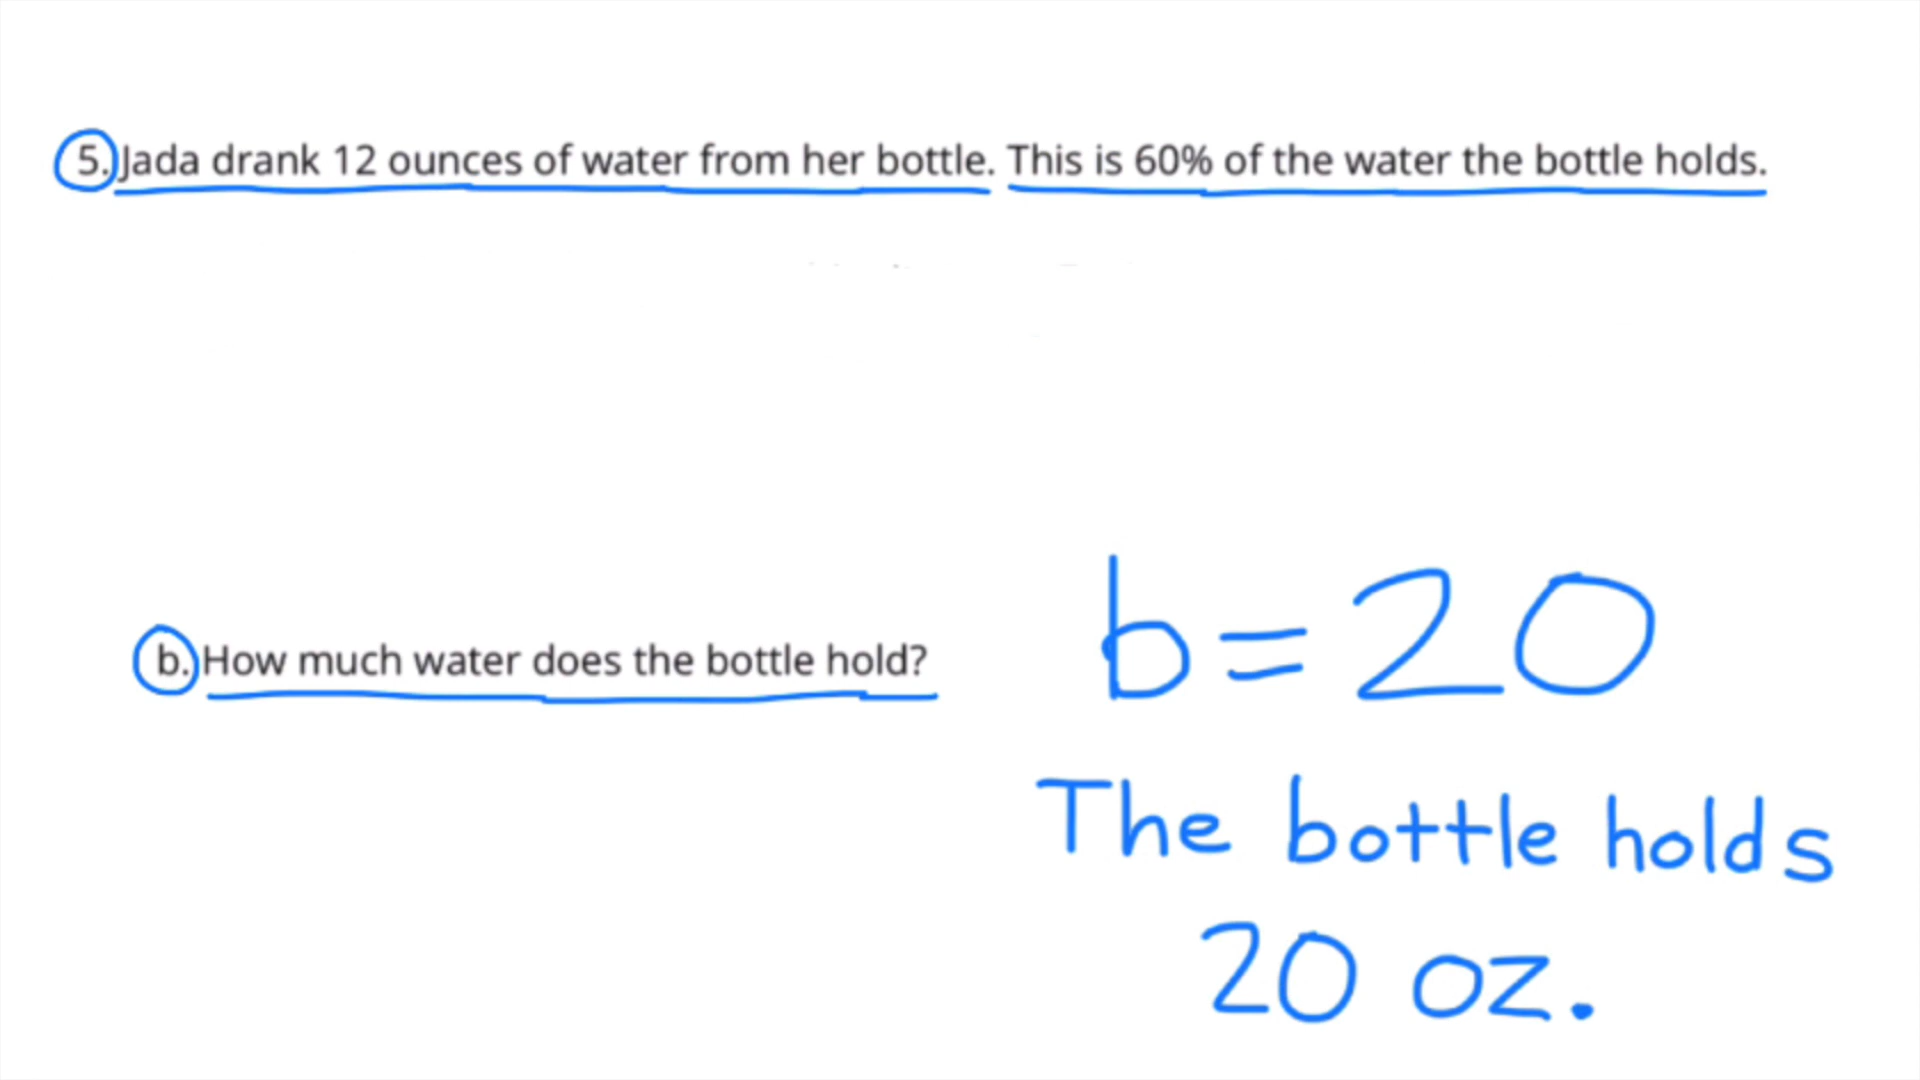 5. Jada drank 12 ounces of water from her bottle. This is 60% of the water the bottle holds.
b. How much water does the bottle hold?
b=20
The bottle holds
20 oz.